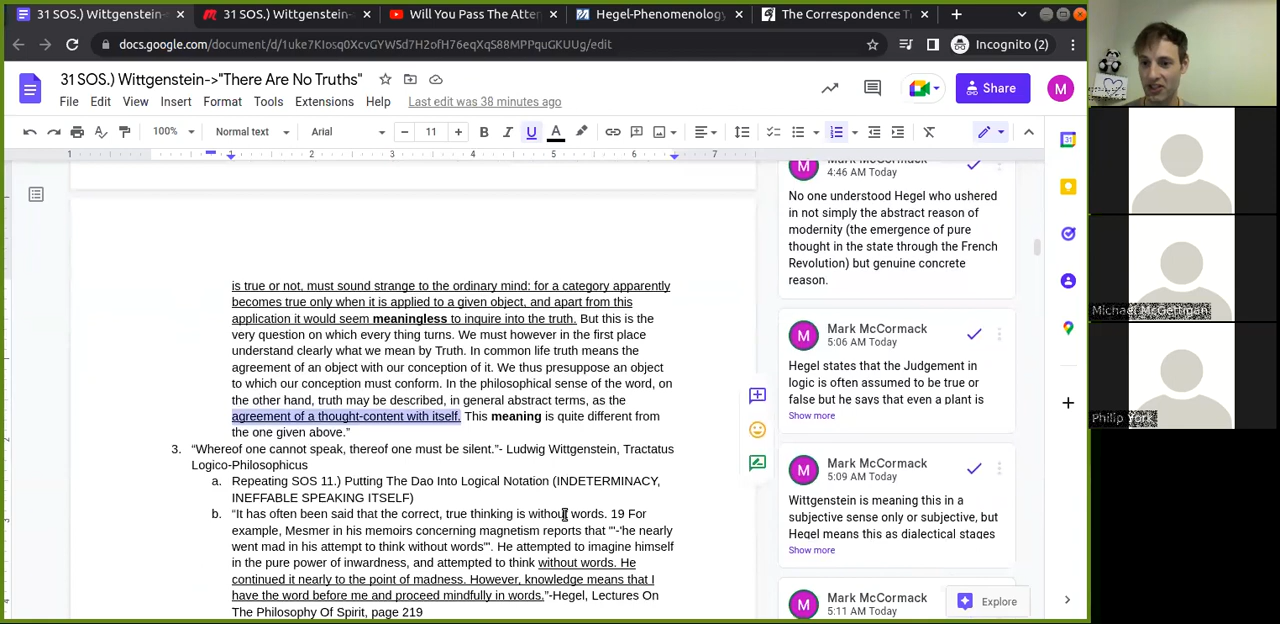 31 SOS.) Wittgenstein-
31 SOS.) Wittgenstein-
Will You Pass The Atte
Hegel-Phenomenology
The Correspondence T
docs.google.com/document/d/1uke7KIosq0XcvGYW5d7H2ofH76eqXqS88MPPquGKUUg/edit
Incognito (2)
31 SOS.) Wittgenstein->"There Are No Truths"
File Edit View Insert Format Tools Extensions Help Last edit was 38 minutes ago
Share
M
100% Normal text Arial 11 B I U A
1 1 2 3 4 5 6 7
is true or not, must sound strange to the ordinary mind: for a category apparently
becomes true only when it is applied to a given object, and apart from this
application it would seem meaningless to inquire into the truth. But this is the
very question on which every thing turns. We must however in the first place
understand clearly what we mean by Truth. In common life truth means the
agreement of an object with our conception of it. We thus presuppose an object
to which our conception must conform. In the philosophical sense of the word, on
the other hand, truth may be described, in general abstract terms, as the
agreement of a thought-content with itself. This meaning is quite different from
the one given above.”
3. “Whereof one cannot speak, thereof one must be silent.”- Ludwig Wittgenstein, Tractatus
Logico-Philosophicus
a. Repeating SOS 11.) Putting The Dao Into Logical Notation (INDETERMINACY,
INEFFABLE SPEAKING ITSELF)
b. “It has often been said that the correct, true thinking is without words. 19 For
example, Mesmer in his memoirs concerning magnetism reports that '"-'he nearly
went mad in his attempt to think without words'". He attempted to imagine himself
in the pure power of inwardness, and attempted to think without words. He
continued it nearly to the point of madness. However, knowledge means that I
have the word before me and proceed mindfully in words.”-Hegel, Lectures On
The Philosophy Of Spirit, page 219
Mark McCormack
4:46 AM Today
No one understood Hegel who ushered
in not simply the abstract reason of
modernity (the emergence of pure
thought in the state through the French
Revolution) but genuine concrete
reason.
Mark McCormack
5:06 AM Today
Hegel states that the Judgement in
logic is often assumed to be true or
false but he says that even a plant is
Show more
Mark McCormack
5:09 AM Today
Wittgenstein is meaning this in a
subjective sense only or subjective, but
Hegel means this as dialectical stages
Show more
Mark McCormack
5:11 AM Today
Explore
Michael McGettigan
Philip York